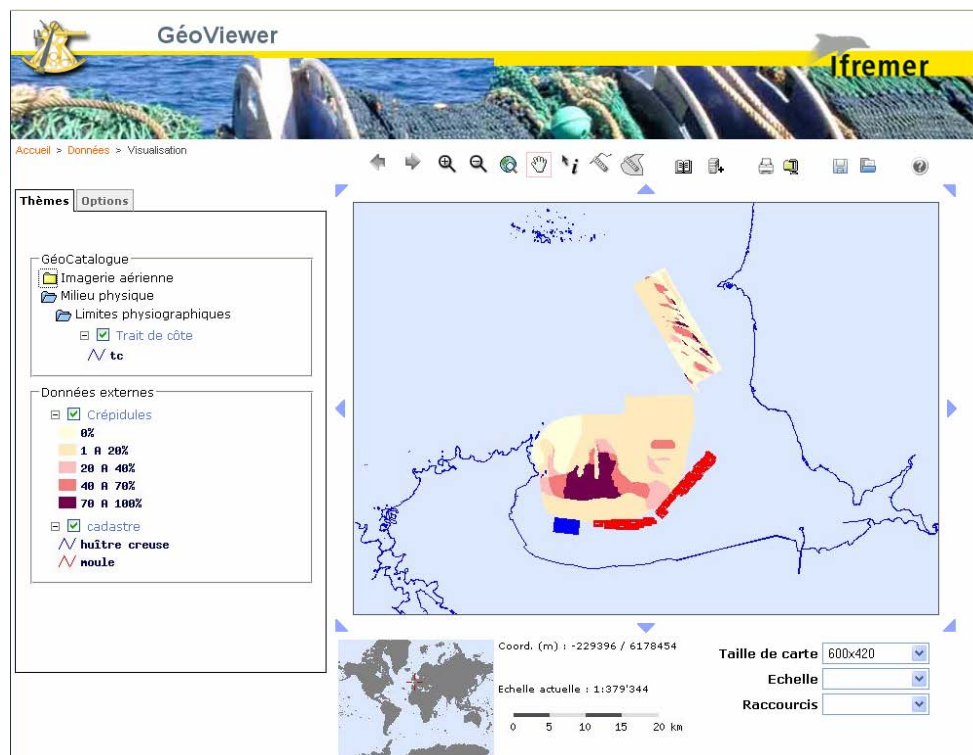 GéoViewer
Ifremer
Accueil > Données > Visualisation
Thèmes Options
GéoCatalogue
Imagerie aérienne
Milieu physique
Limites physiographiques
Trait de côte
tc
Données externes
Crépidules
0%
1 A 20%
20 A 40%
40 A 70%
70 A 100%
cadastre
huître creuse
moule
Coord. (m) : -229396 / 6178454
Echelle actuelle : 1:379'344
0 5 10 15 20 km
Taille de carte 600x420
Echelle
Raccourcis